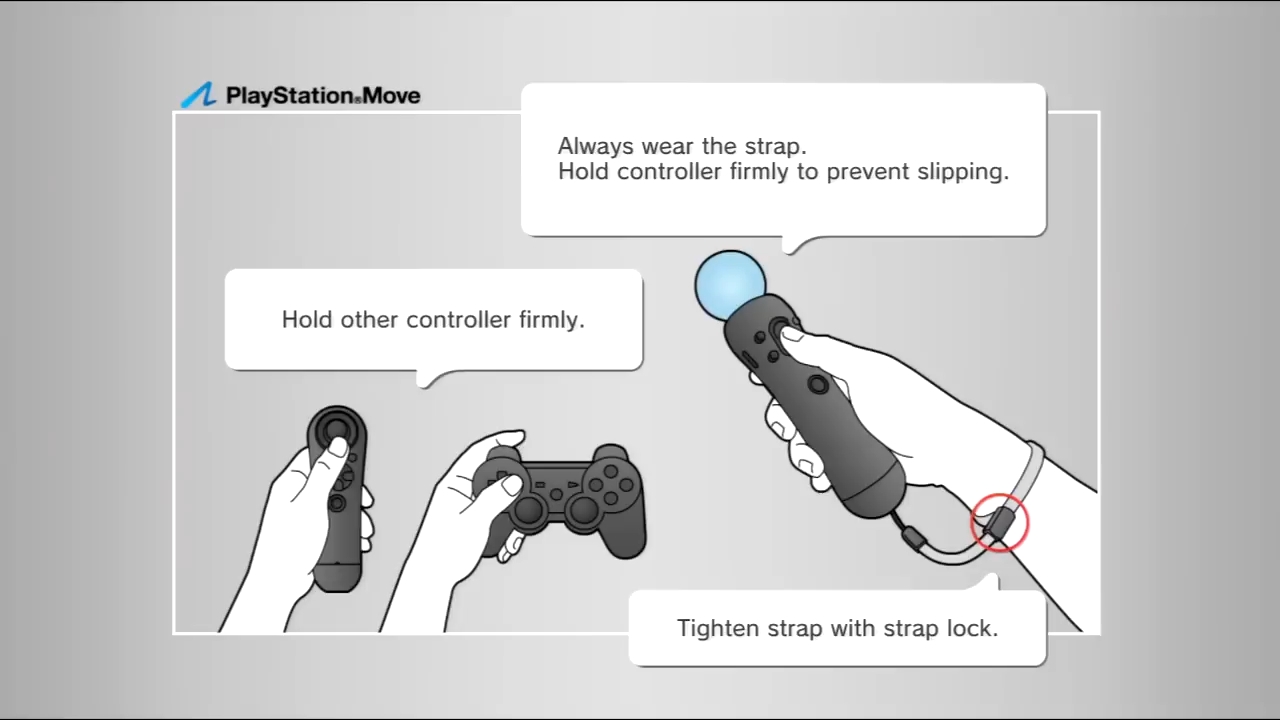 PlayStation®Move
Always wear the strap.
Hold controller firmly to prevent slipping.
Hold other controller firmly.
Tighten strap with strap lock.